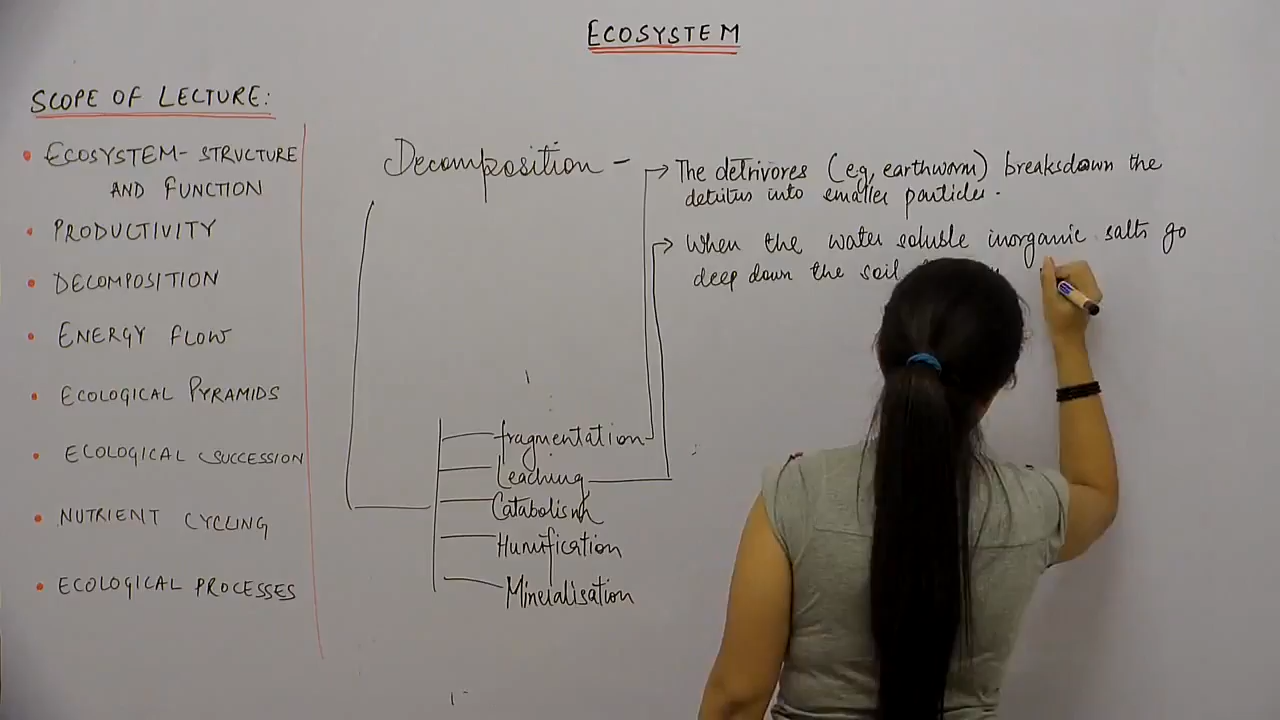 ECOSYSTEM
SCOPE OF LECTURE:
• ECOSYSTEM- STRUCTURE
AND FUNCTION
• PRODUCTIVITY
• DECOMPOSITION
• ENERGY FLOW
• ECOLOGICAL PYRAMIDS
• ECOLOGICAL SUCCESSION
• NUTRIENT CYCLING
• ECOLOGICAL PROCESSES
Decomposition -
The detrivores (eg, earthworm) breaksdown the
detritus into smaller particles.
When the water soluble inorganic salts go
deep down the soil
fragmentation
Leaching
Catabolism
Humification
Minerialisation